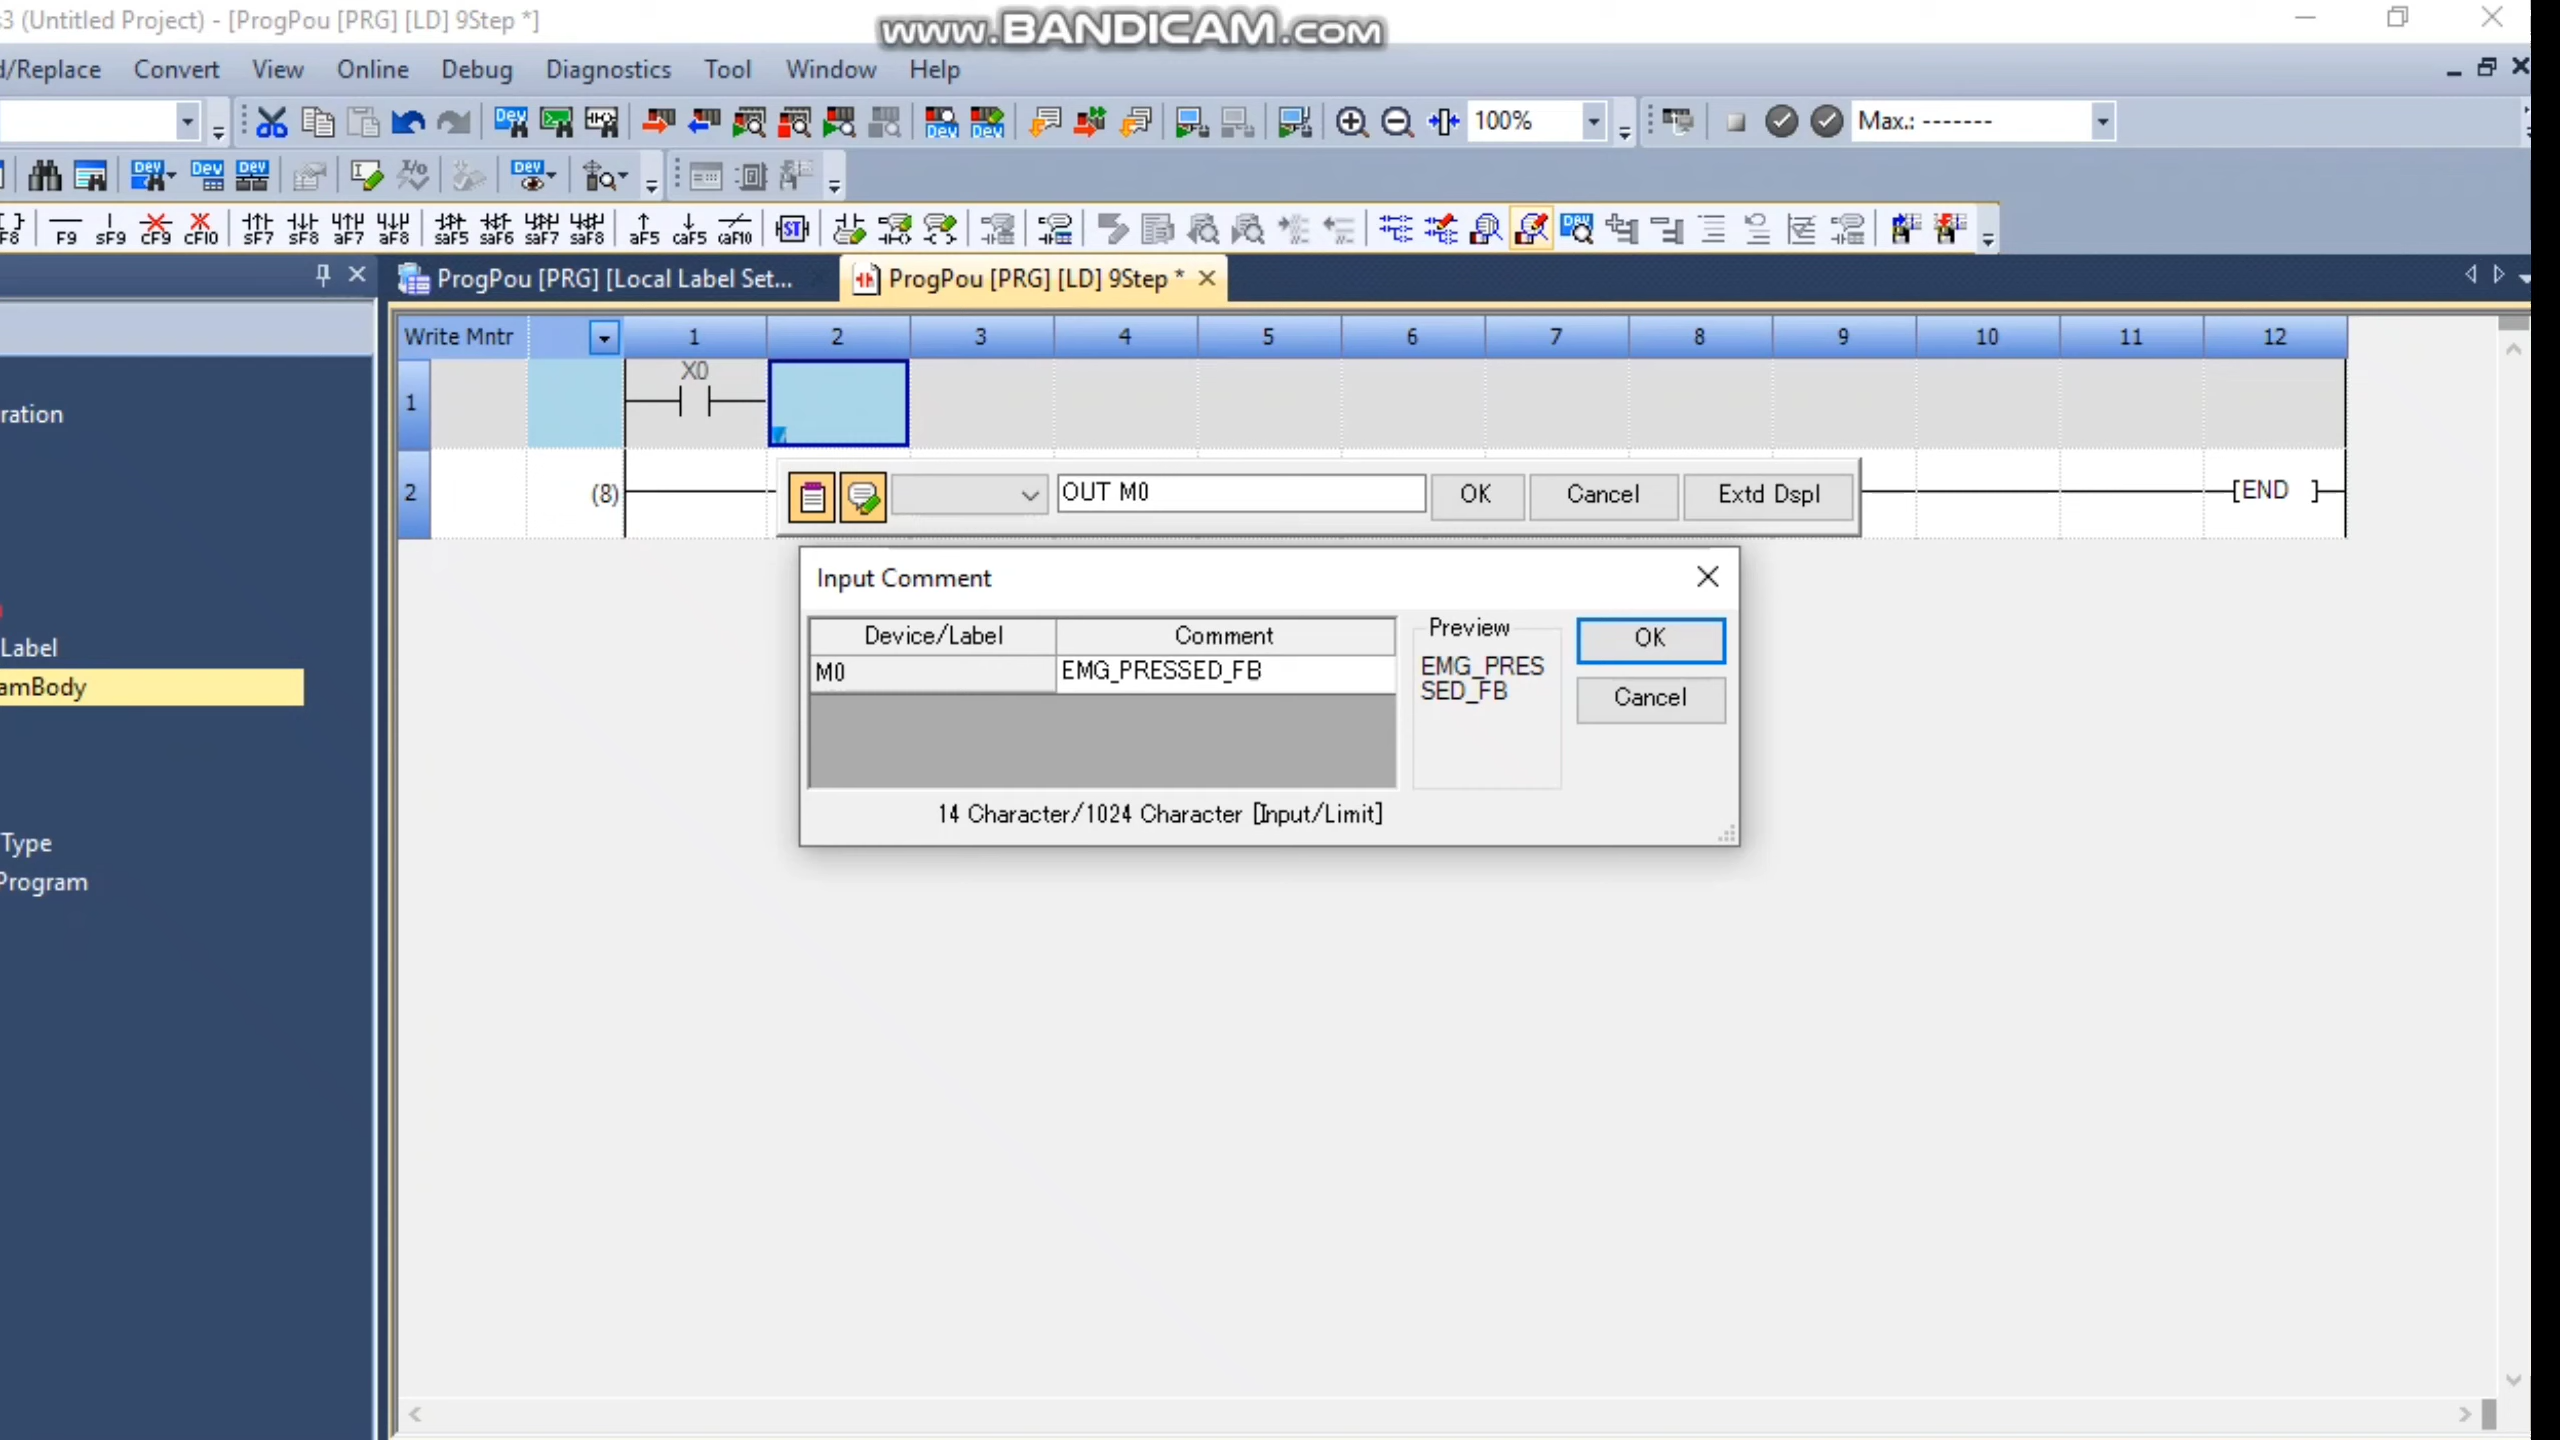 s3 (Untitled Project) - [ProgPou [PRG] [LD] 9Step *]
www.BANDICAM.com
d/Replace Convert View Online Debug Diagnostics Tool Window Help
100%
Max.: -------
F8 F9 sF9 cF9 cF10 sF7 sF8 aF7 aF8 saF5 saF6 saF7 saF8 aF5 caF5 caF10
ProgPou [PRG] [Local Label Set...
ProgPou [PRG] [LD] 9Step *
Write Mntr 1 2 3 4 5 6 7 8 9 10 11 12
X0
1
ration
2 (8)
OUT M0 OK Cancel Extd Dspl
[END ]
Input Comment
Device/Label Comment
M0 EMG_PRESSED_FB
Preview
EMG_PRES
SED_FB
OK
Cancel
14 Character/1024 Character [Input/Limit]
Label
amBody
Type
Program